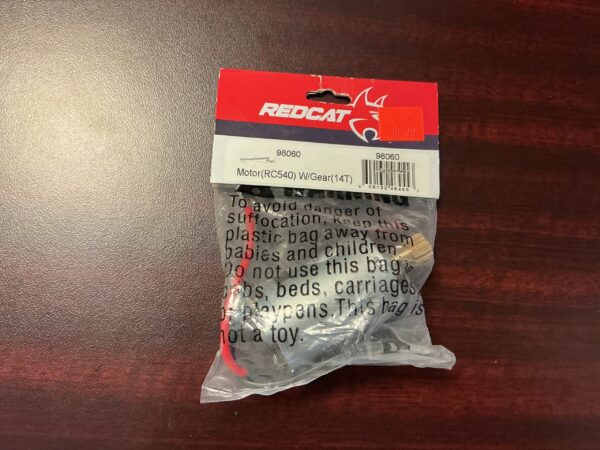 REDCAT
98060
98060
Motor(RC540) W/Gear(14T)
WARNING
To avoid danger of
suffocation, keep this
plastic bag away from
babies and children
Do not use this bag
cribs, beds, carriages
or playpens.This bag is
not a toy.